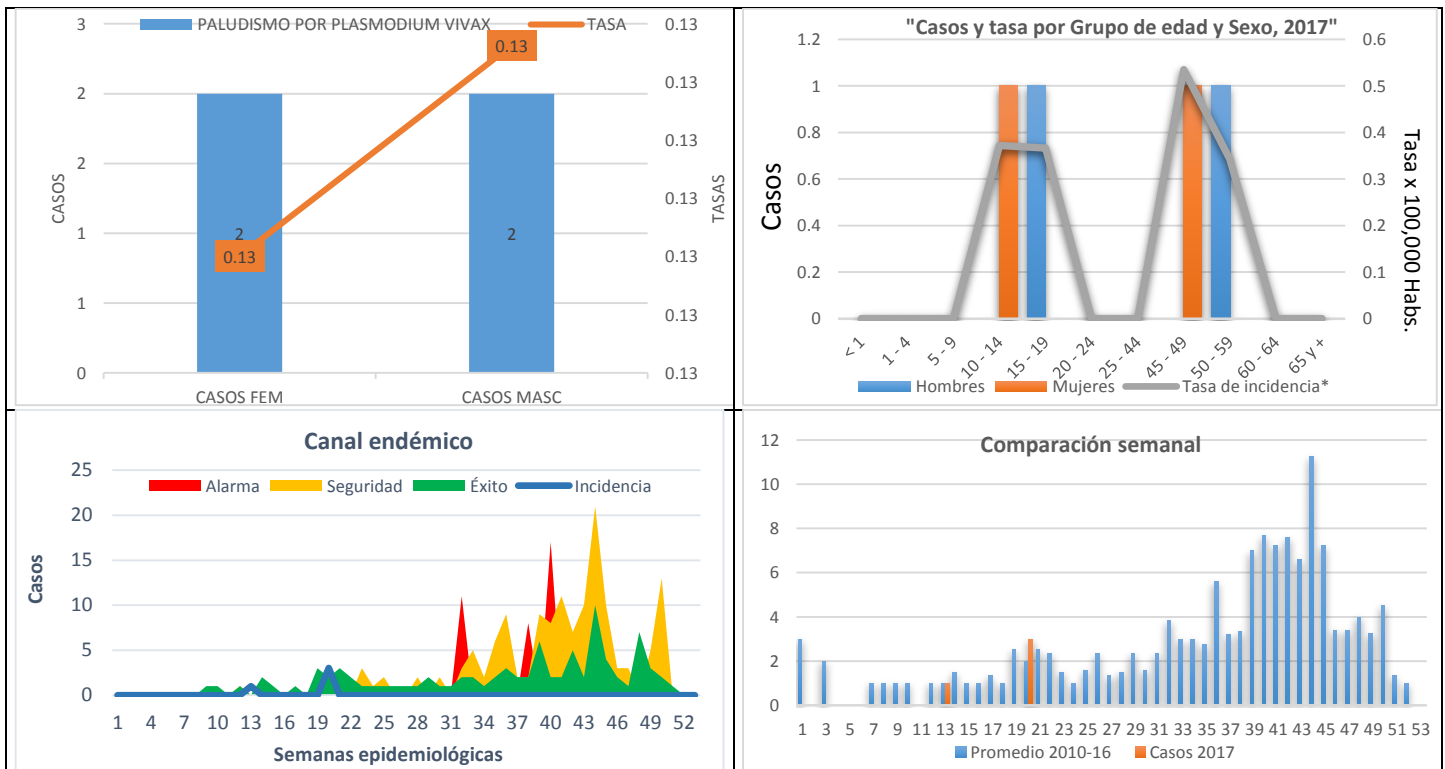 PALUDISMO POR PLASMODIUM VIVAX TASA
3
2
2
1
1
0
CASOS
0.13
0.13
0.13
0.13
0.13
0.13
0.13
TASAS
2
0.13
0.13
2
CASOS FEM CASOS MASC
"Casos y tasa por Grupo de edad y Sexo, 2017"
1.2
1
0.8
0.6
0.4
0.2
0
Casos
0.6
0.5
0.4
0.3
0.2
0.1
0
Tasa x 100,000 Habs.
< 1 1 - 4 5 - 9 10 - 14 15 - 19 20 - 24 25 - 44 45 - 49 50 - 59 60 - 64 65 y +
Hombres Mujeres Tasa de incidencia*
Canal endémico
Alarma Seguridad Éxito Incidencia
25
20
15
10
5
0
Casos
1 4 7 10 13 16 19 22 25 28 31 34 37 40 43 46 49 52
Semanas epidemiológicas
Comparación semanal
12
10
8
6
4
2
0
1 3 5 7 9 11 13 15 17 19 21 23 25 27 29 31 33 35 37 39 41 43 45 47 49 51 53
Promedio 2010-16 Casos 2017